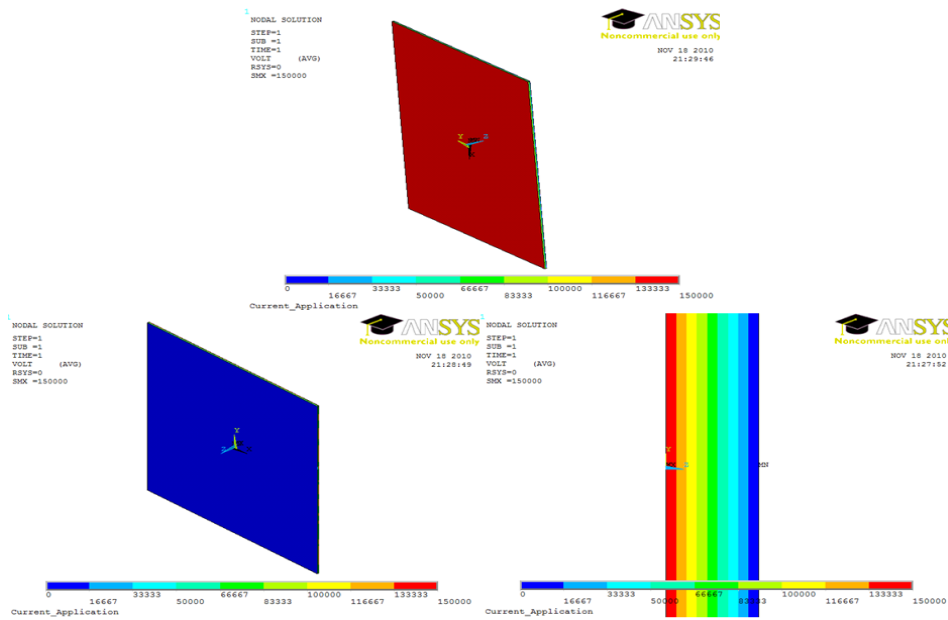 1
NODAL SOLUTION
STEP=1
SUB =1
TIME=1
VOLT (AVG)
RSYS=0
SMX =150000
ANSYS
Noncommercial use only
NOV 18 2010
21:29:46
Y
Z
X
0
16667
33333
50000
66667
83333
100000
116667
133333
150000
Current_Application
1
NODAL SOLUTION
STEP=1
SUB =1
TIME=1
VOLT (AVG)
RSYS=0
SMX =150000
ANSYS
Noncommercial use only
NOV 18 2010
21:28:49
Y
Z
0
16667
33333
50000
66667
83333
100000
116667
133333
150000
Current_Application
NODAL SOLUTION
STEP=1
SUB =1
TIME=1
VOLT (AVG)
RSYS=0
SMX =150000
ANSYS
Noncommercial use only
NOV 18 2010
21:27:52
Y
Z
MN
0
16667
33333
50000
66667
83333
100000
116667
133333
150000
Current_Application